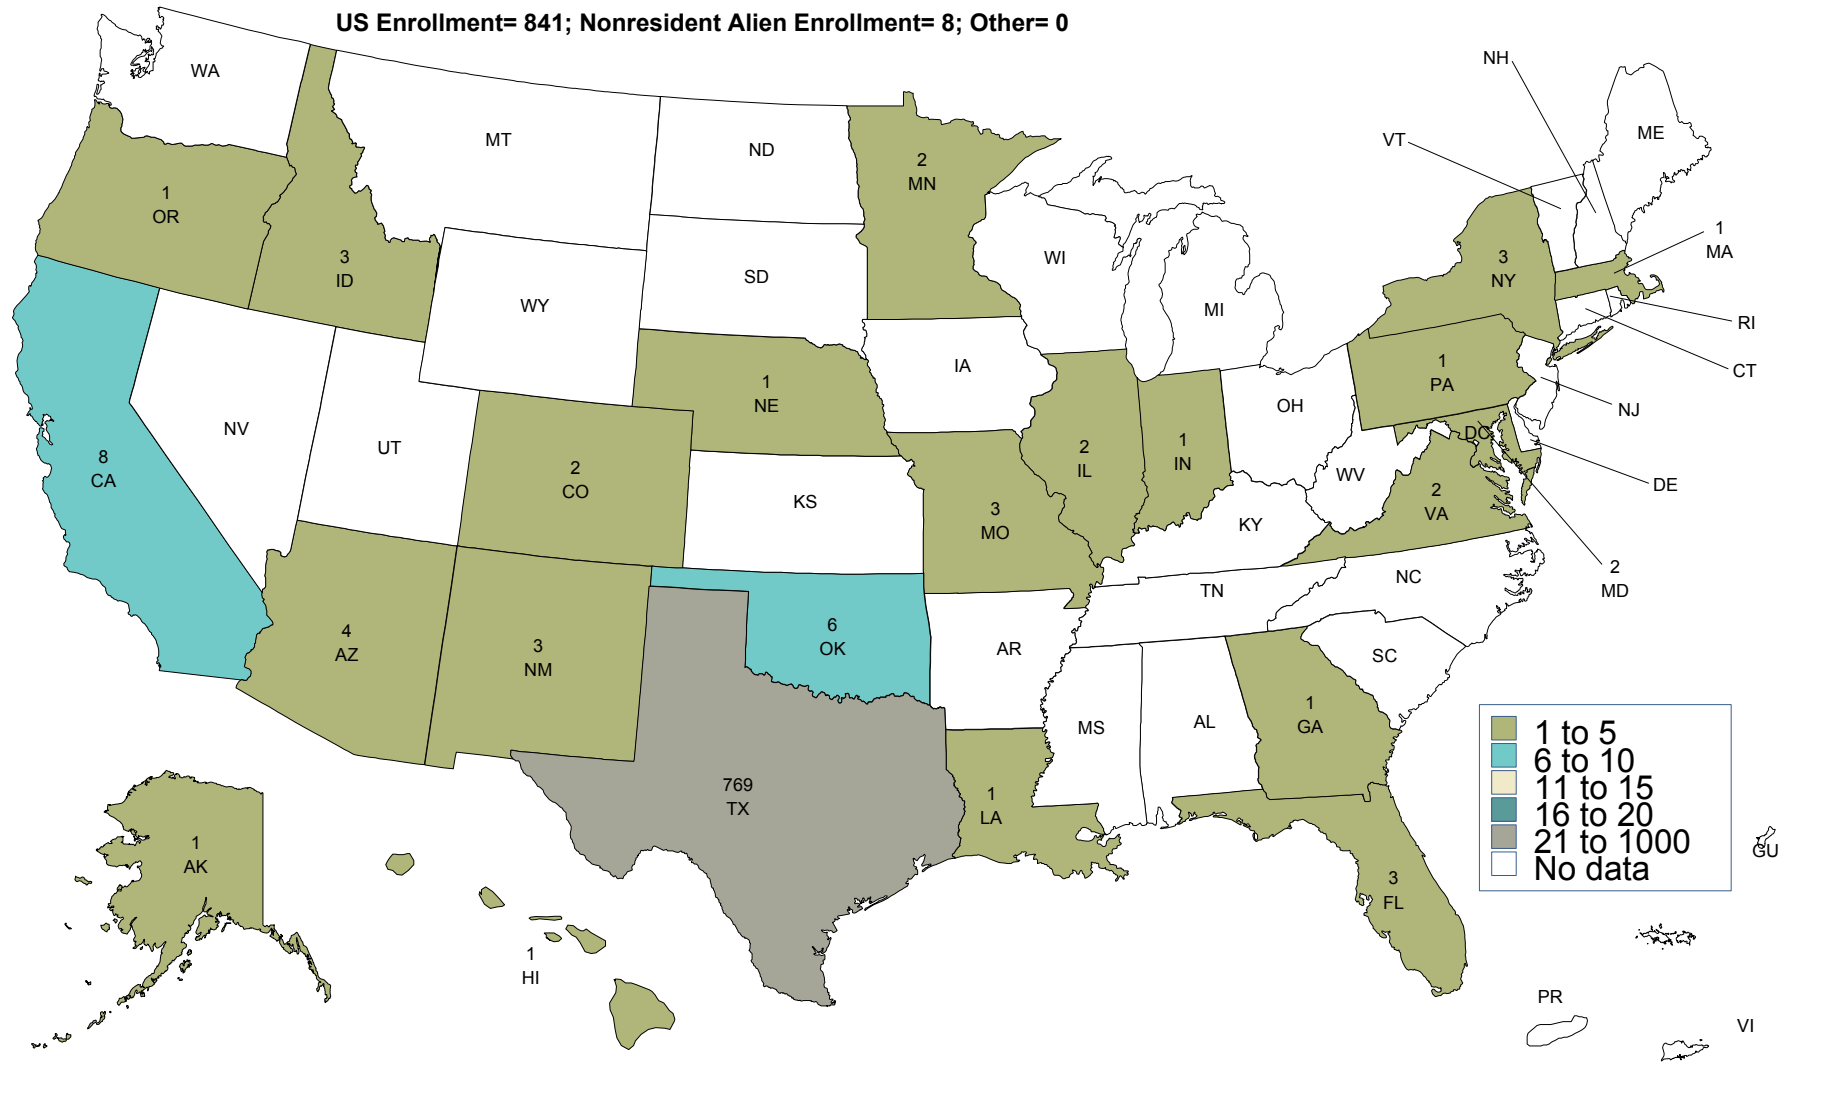 US Enrollment= 841; Nonresident Alien Enrollment= 8; Other= 0
WA
MT
ND
2
MN
NH
VT
ME
1
OR
3
ID
WY
SD
WI
MI
3
NY
1
MA
RI
CT
NJ
DE
2
MD
8
CA
NV
UT
2
CO
1
NE
IA
2
IL
1
IN
OH
1
PA
DC
WV
2
VA
KS
3
MO
KY
TN
NC
SC
4
AZ
3
NM
6
OK
AR
MS
AL
1
GA
769
TX
1
LA
3
FL
1
AK
1
HI
1 to 5
6 to 10
11 to 15
16 to 20
21 to 1000
No data
GU
PR
VI